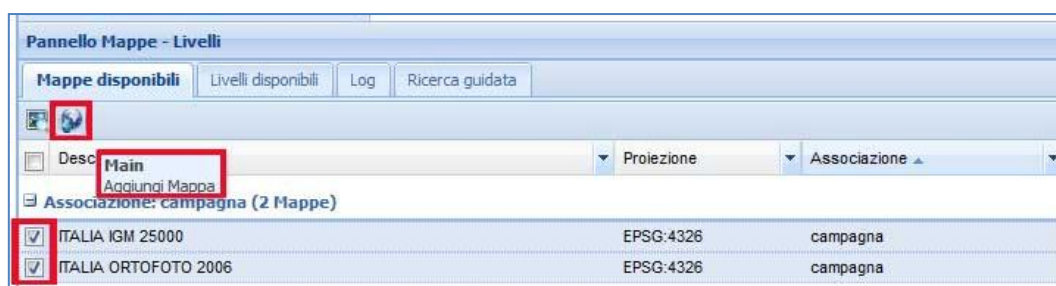 Pannello Mappe - Livelli
Mappe disponibili Livelli disponibili Log Ricerca guidata
Desc Proiezione Associazione
Main
Aggiungi Mappa
Associazione: campagna (2 Mappe)
ITALIA IGM 25000 EPSG:4326 campagna
ITALIA ORTOFOTO 2006 EPSG:4326 campagna